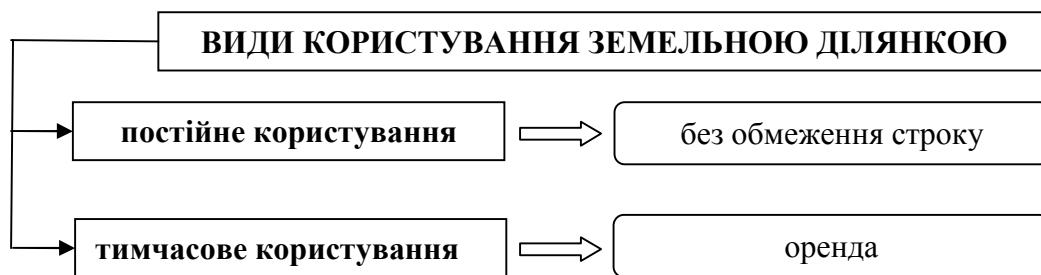 ВИДИ КОРИСТУВАННЯ ЗЕМЕЛЬНОЮ ДІЛЯНКОЮ
постійне користування
без обмеження строку
тимчасове користування
оренда